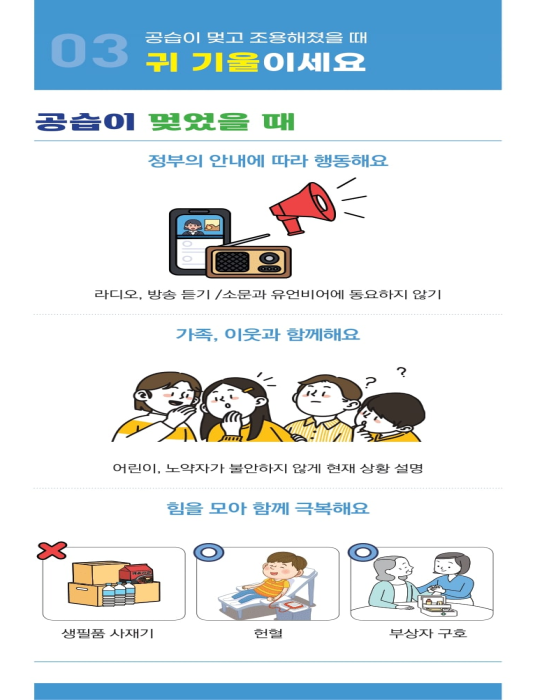 03
공습이 멎고 조용해졌을 때
귀 기울이세요
공습이 멎었을 때
정부의 안내에 따라 행동해요
라디오, 방송 듣기 /소문과 유언비어에 동요하지 않기
가족, 이웃과 함께해요
? ?
어린이, 노약자가 불안하지 않게 현재 상황 설명
힘을 모아 함께 극복해요
생필품 사재기
헌혈
부상자 구호